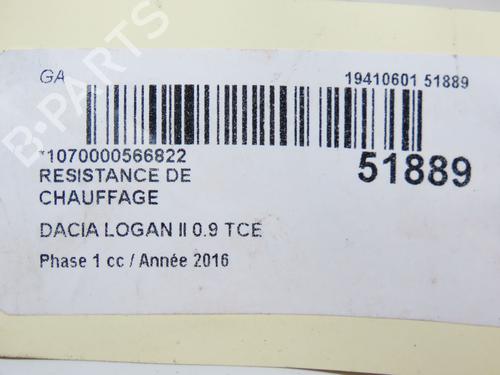 GA
19410601 51889
*1070000566822
51889
RESISTANCE DE
CHAUFFAGE
DACIA LOGAN II 0.9 TCE
Phase 1 cc / Année 2016
B-PARTS